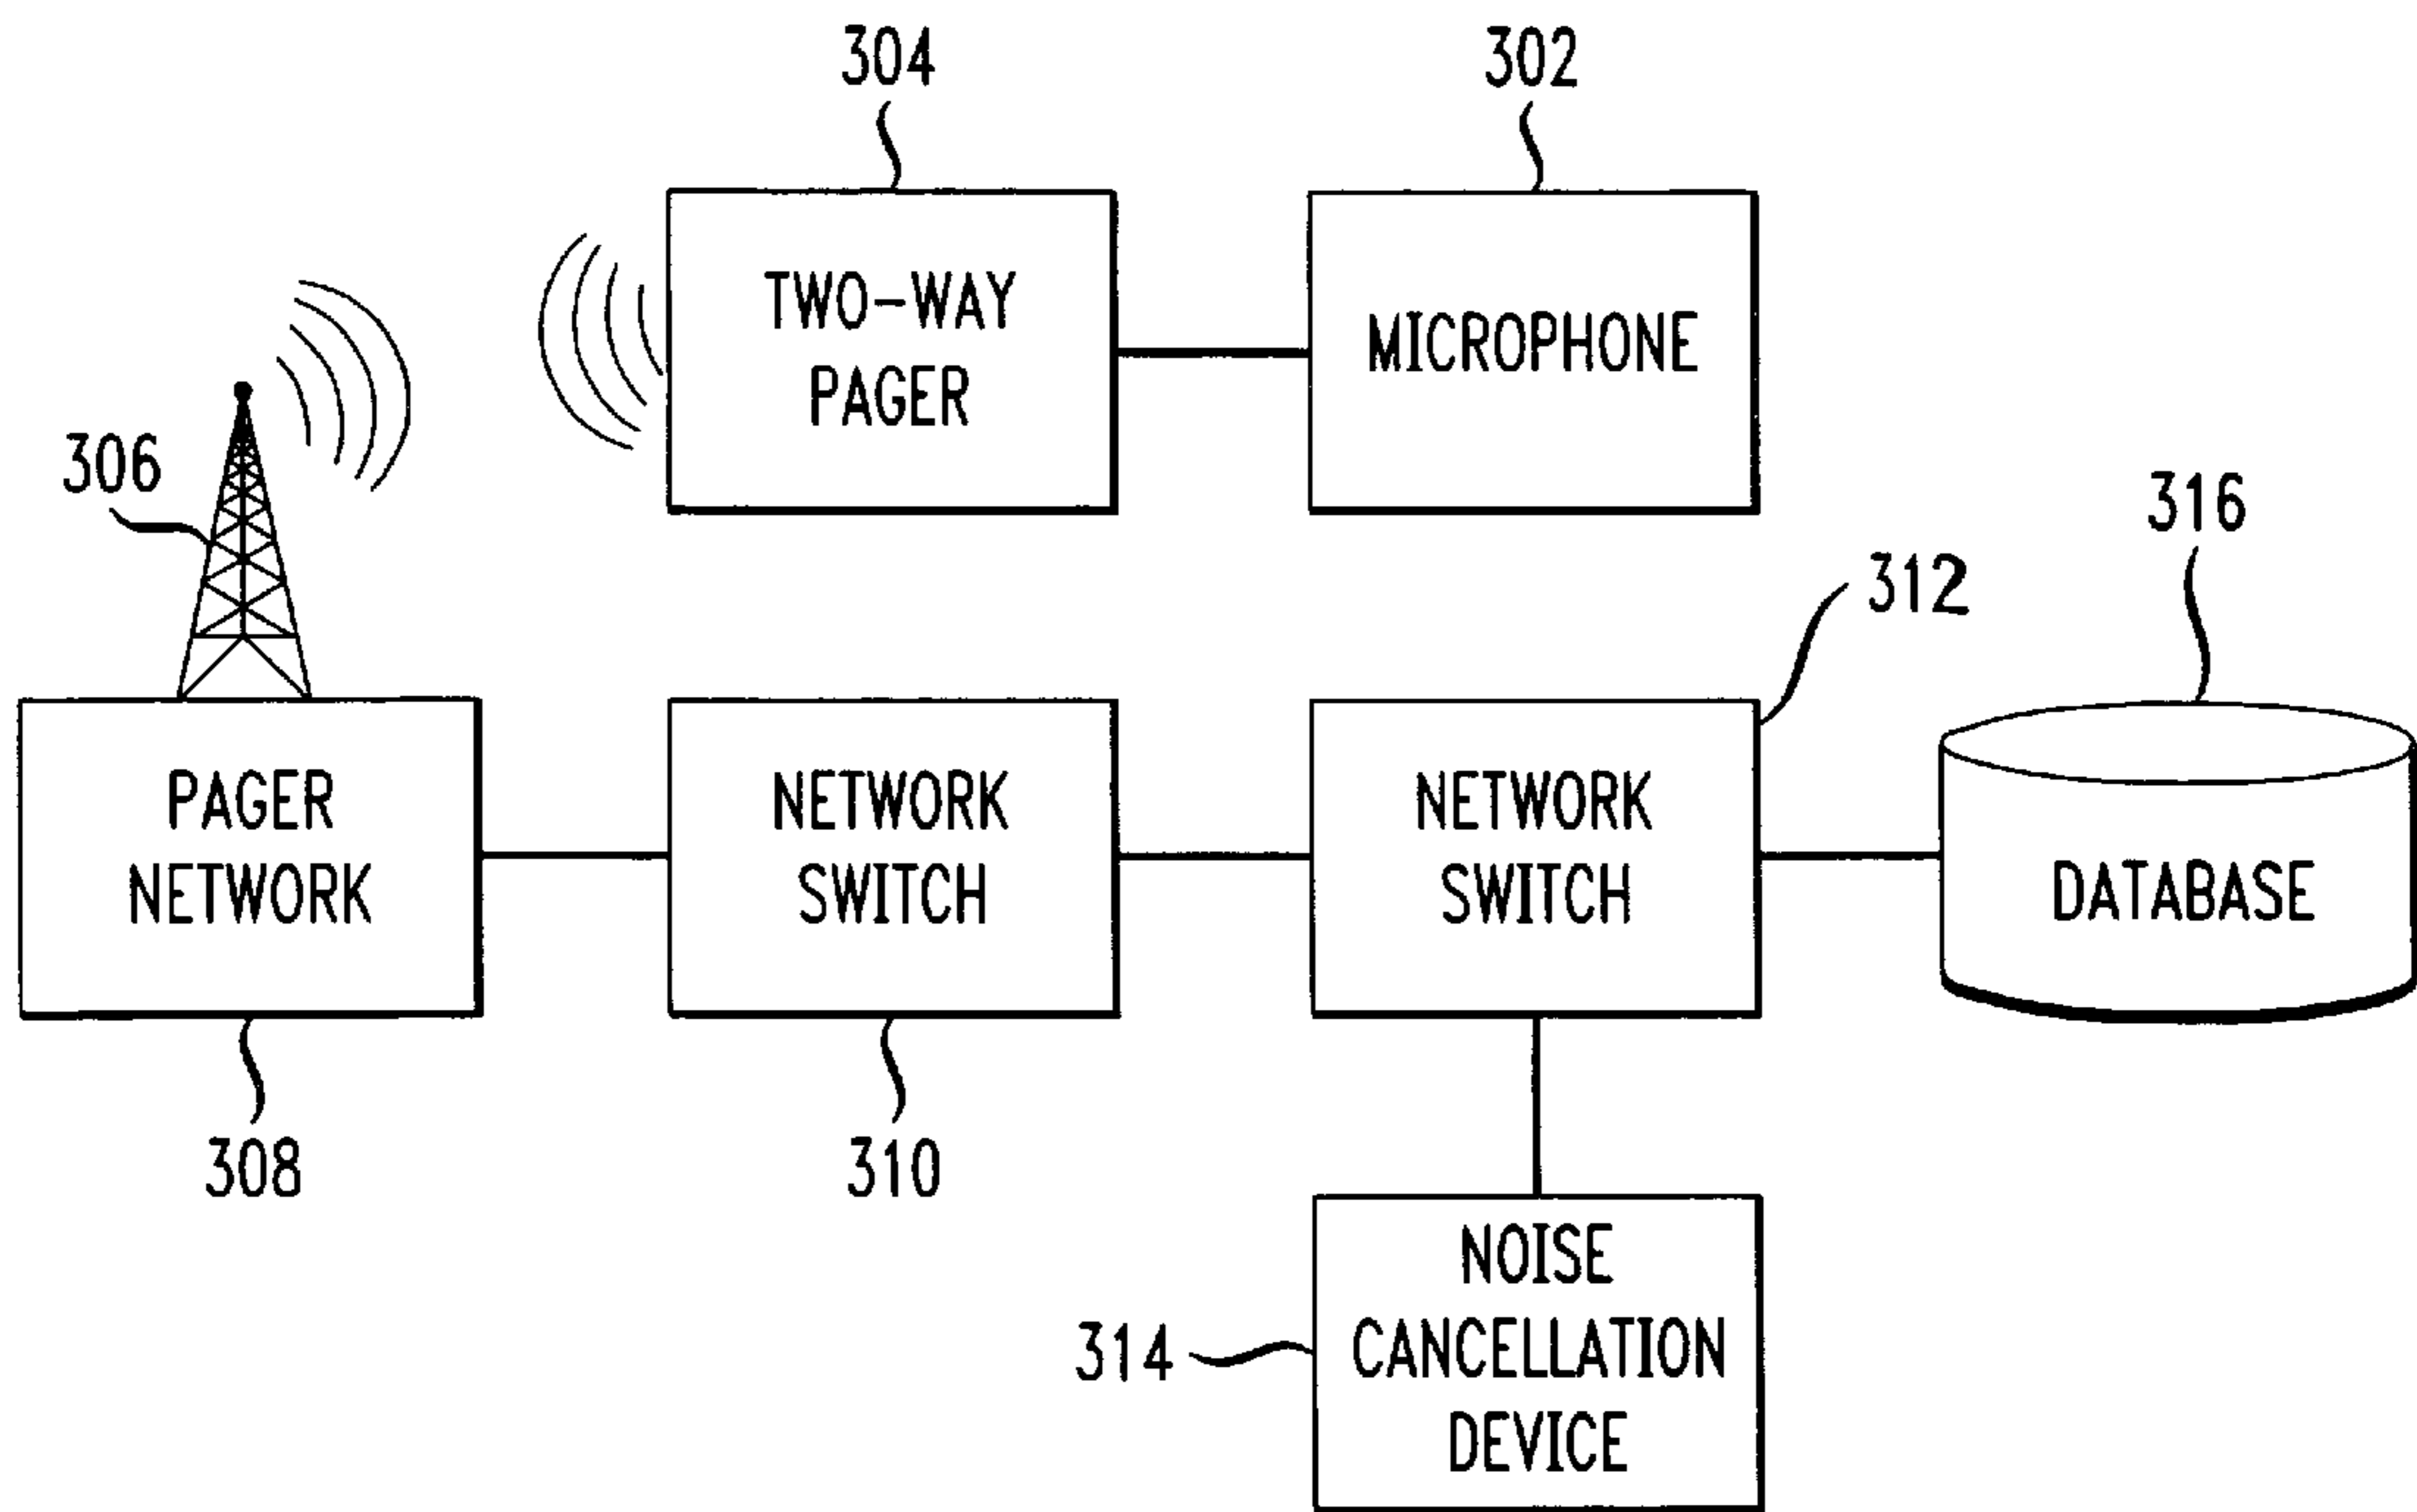 304
302
TWO-WAY
PAGER
MICROPHONE
306
316
312
PAGER
NETWORK
NETWORK
SWITCH
NETWORK
SWITCH
DATABASE
308
310
314
NOISE
CANCELLATION
DEVICE